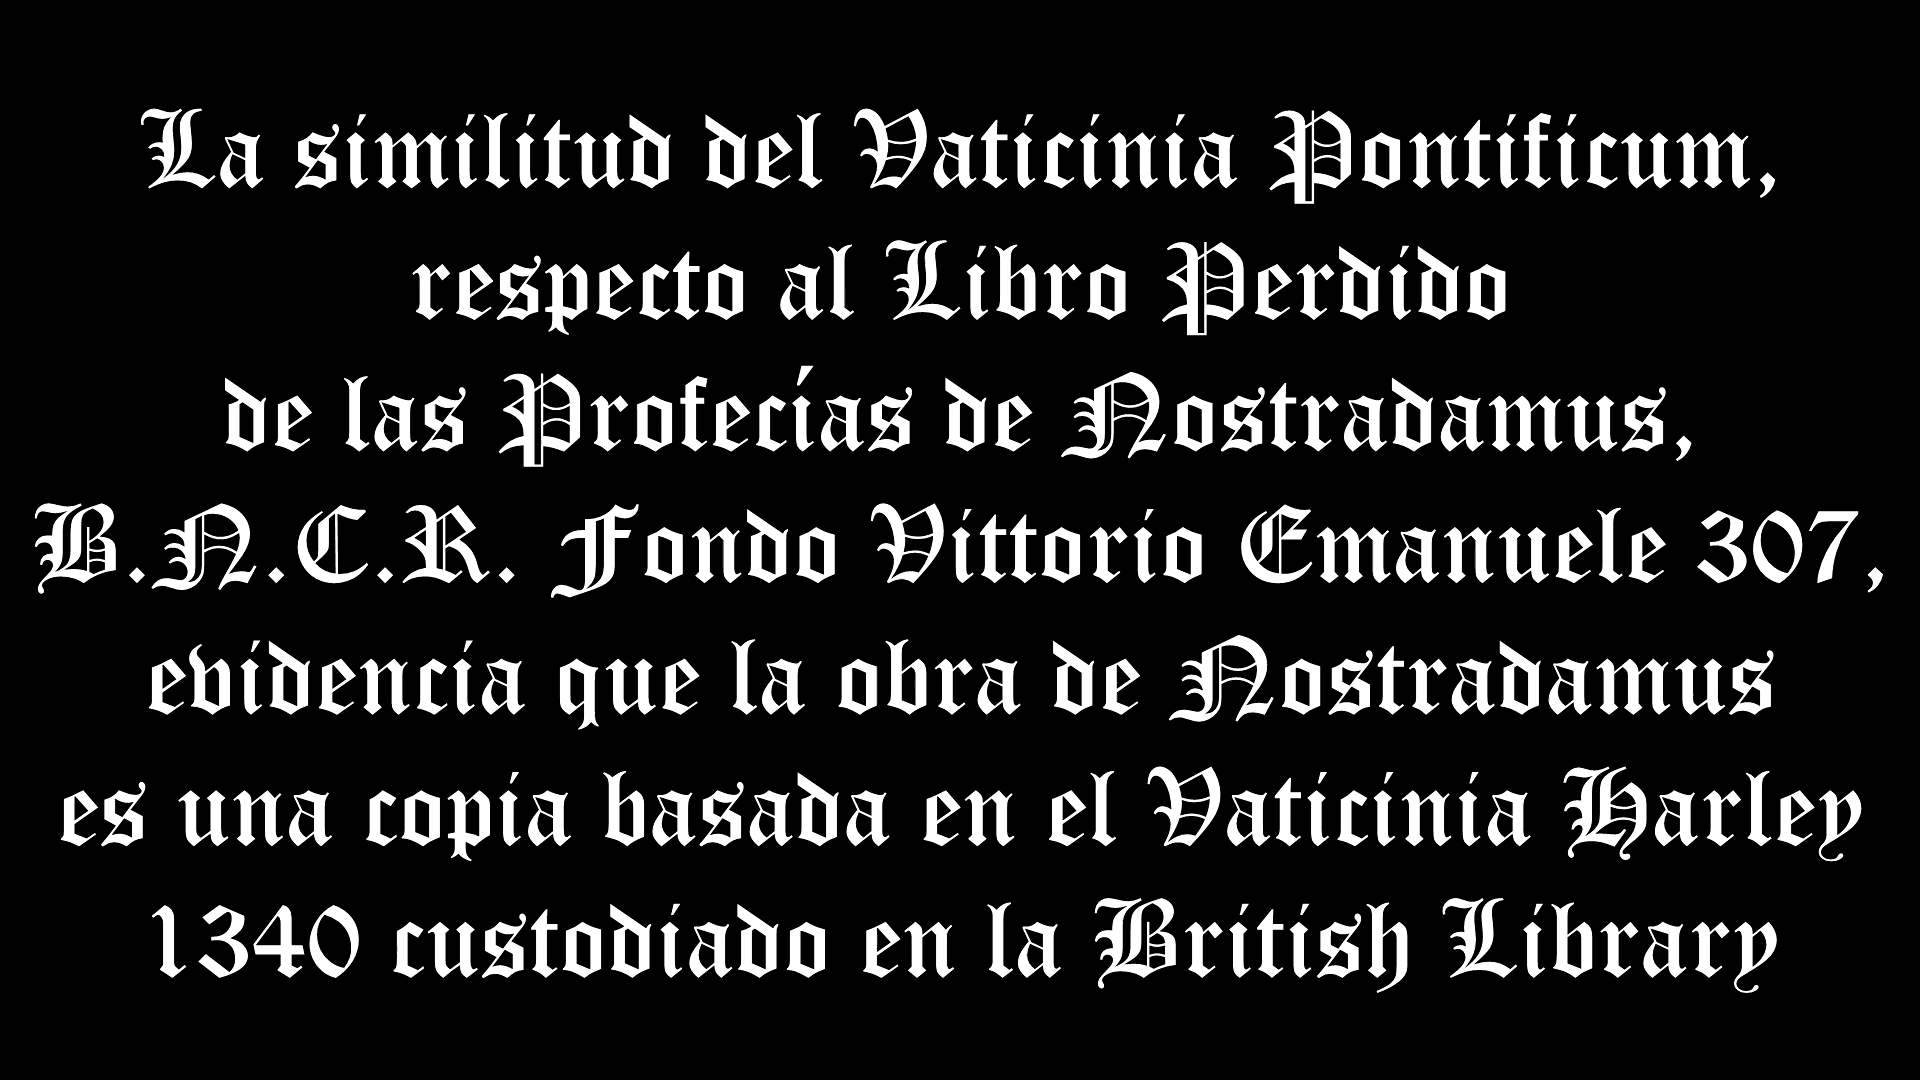 La similitud del Vaticinia Pontificum,
respecto al Libro Perdido
de las Profecías de Nostradamus,
B.N.C.R. Fondo Vittorio Emanuele 307,
evidencia que la obra de Nostradamus
es una copia basada en el Vaticinia Harley
1340 custodiado en la British Library